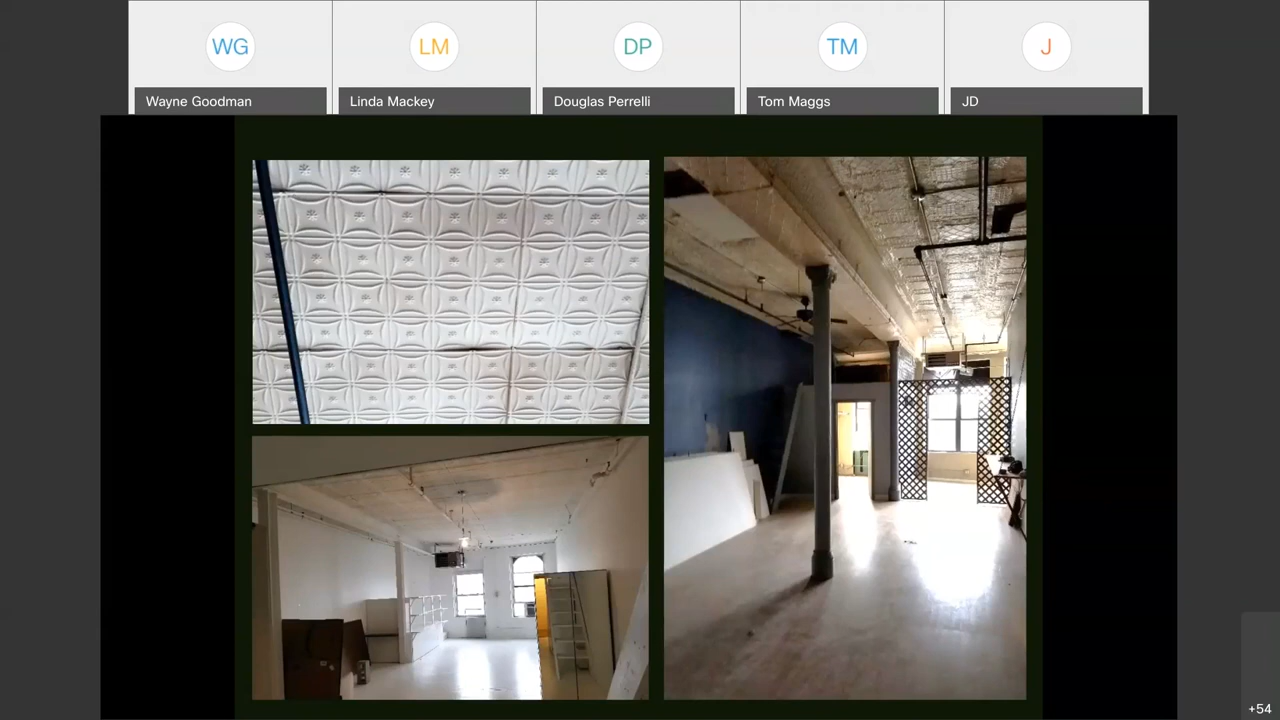 WG
LM
DP
TM
J
Wayne Goodman
Linda Mackey
Douglas Perrelli
Tom Maggs
JD
+54